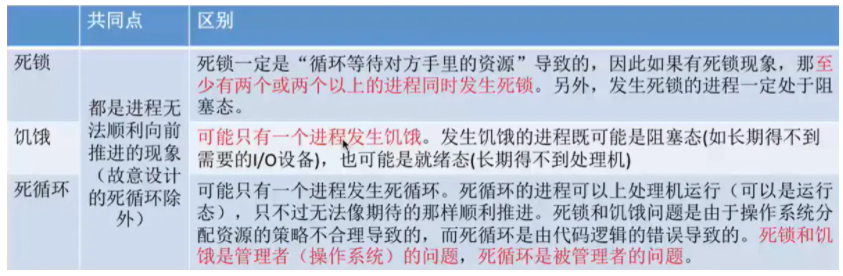 共同点
区别
死锁
都是进程无
法顺利向前
推进的现象
（故意设计
的死循环除
外）
死锁一定是“循环等待对方手里的资源”导致的，因此如果有死锁现象，那至
少有两个或两个以上的进程同时发生死锁。另外，发生死锁的进程一定处于阻
塞态。
饥饿
可能只有一个进程发生饥饿。发生饥饿的进程既可能是阻塞态(如长期得不到
需要的I/O设备)，也可能是就绪态(长期得不到处理机)
死循环
可能只有一个进程发生死循环。死循环的进程可以上处理机运行（可以是运行
态），只不过无法像期待的那样顺利推进。死锁和饥饿问题是由于操作系统分
配资源的策略不合理导致的，而死循环是由代码逻辑的错误导致的。死锁和饥
饿是管理者（操作系统）的问题，死循环是被管理者的问题。